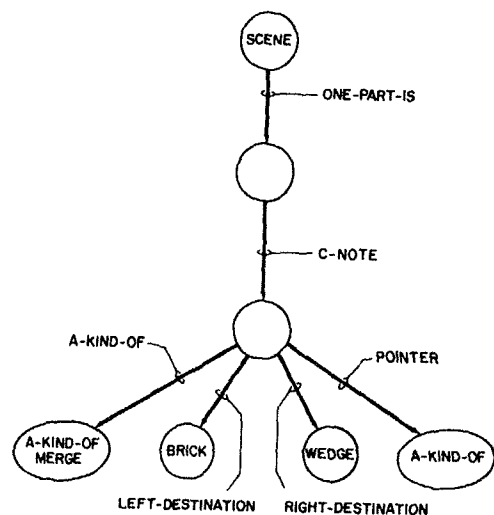 SCENE
ONE-PART-IS
C-NOTE
A-KIND-OF
POINTER
A-KIND-OF
MERGE
BRICK
WEDGE
A-KIND-OF
LEFT-DESTINATION
RIGHT-DESTINATION